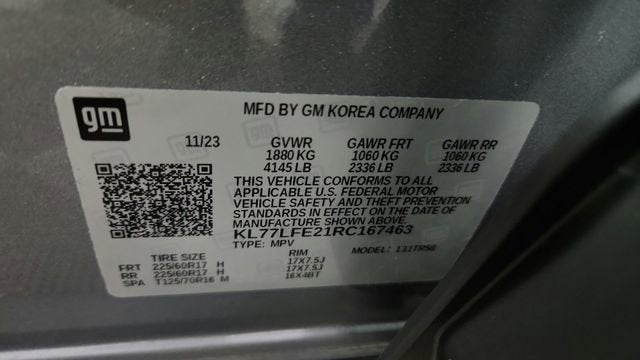 gm
MFD BY GM KOREA COMPANY
11/23 GVWR GAWR FRT GAWR RR
1880 KG 1060 KG 1060 KG
4145 LB 2336 LB 2336 LB
THIS VEHICLE CONFORMS TO ALL
APPLICABLE U.S. FEDERAL MOTOR
VEHICLE SAFETY AND THEFT PREVENTION
STANDARDS IN EFFECT ON THE DATE OF
MANUFACTURE SHOWN ABOVE.
KL77LFE21RC167463
TYPE: MPV MODEL: 131TR58
TIRE SIZE RIM
FRT 225/60R17 H 17X7.5J
RR 225/60R17 H 17X7.5J
SPA T125/70R16 M 16X4BT